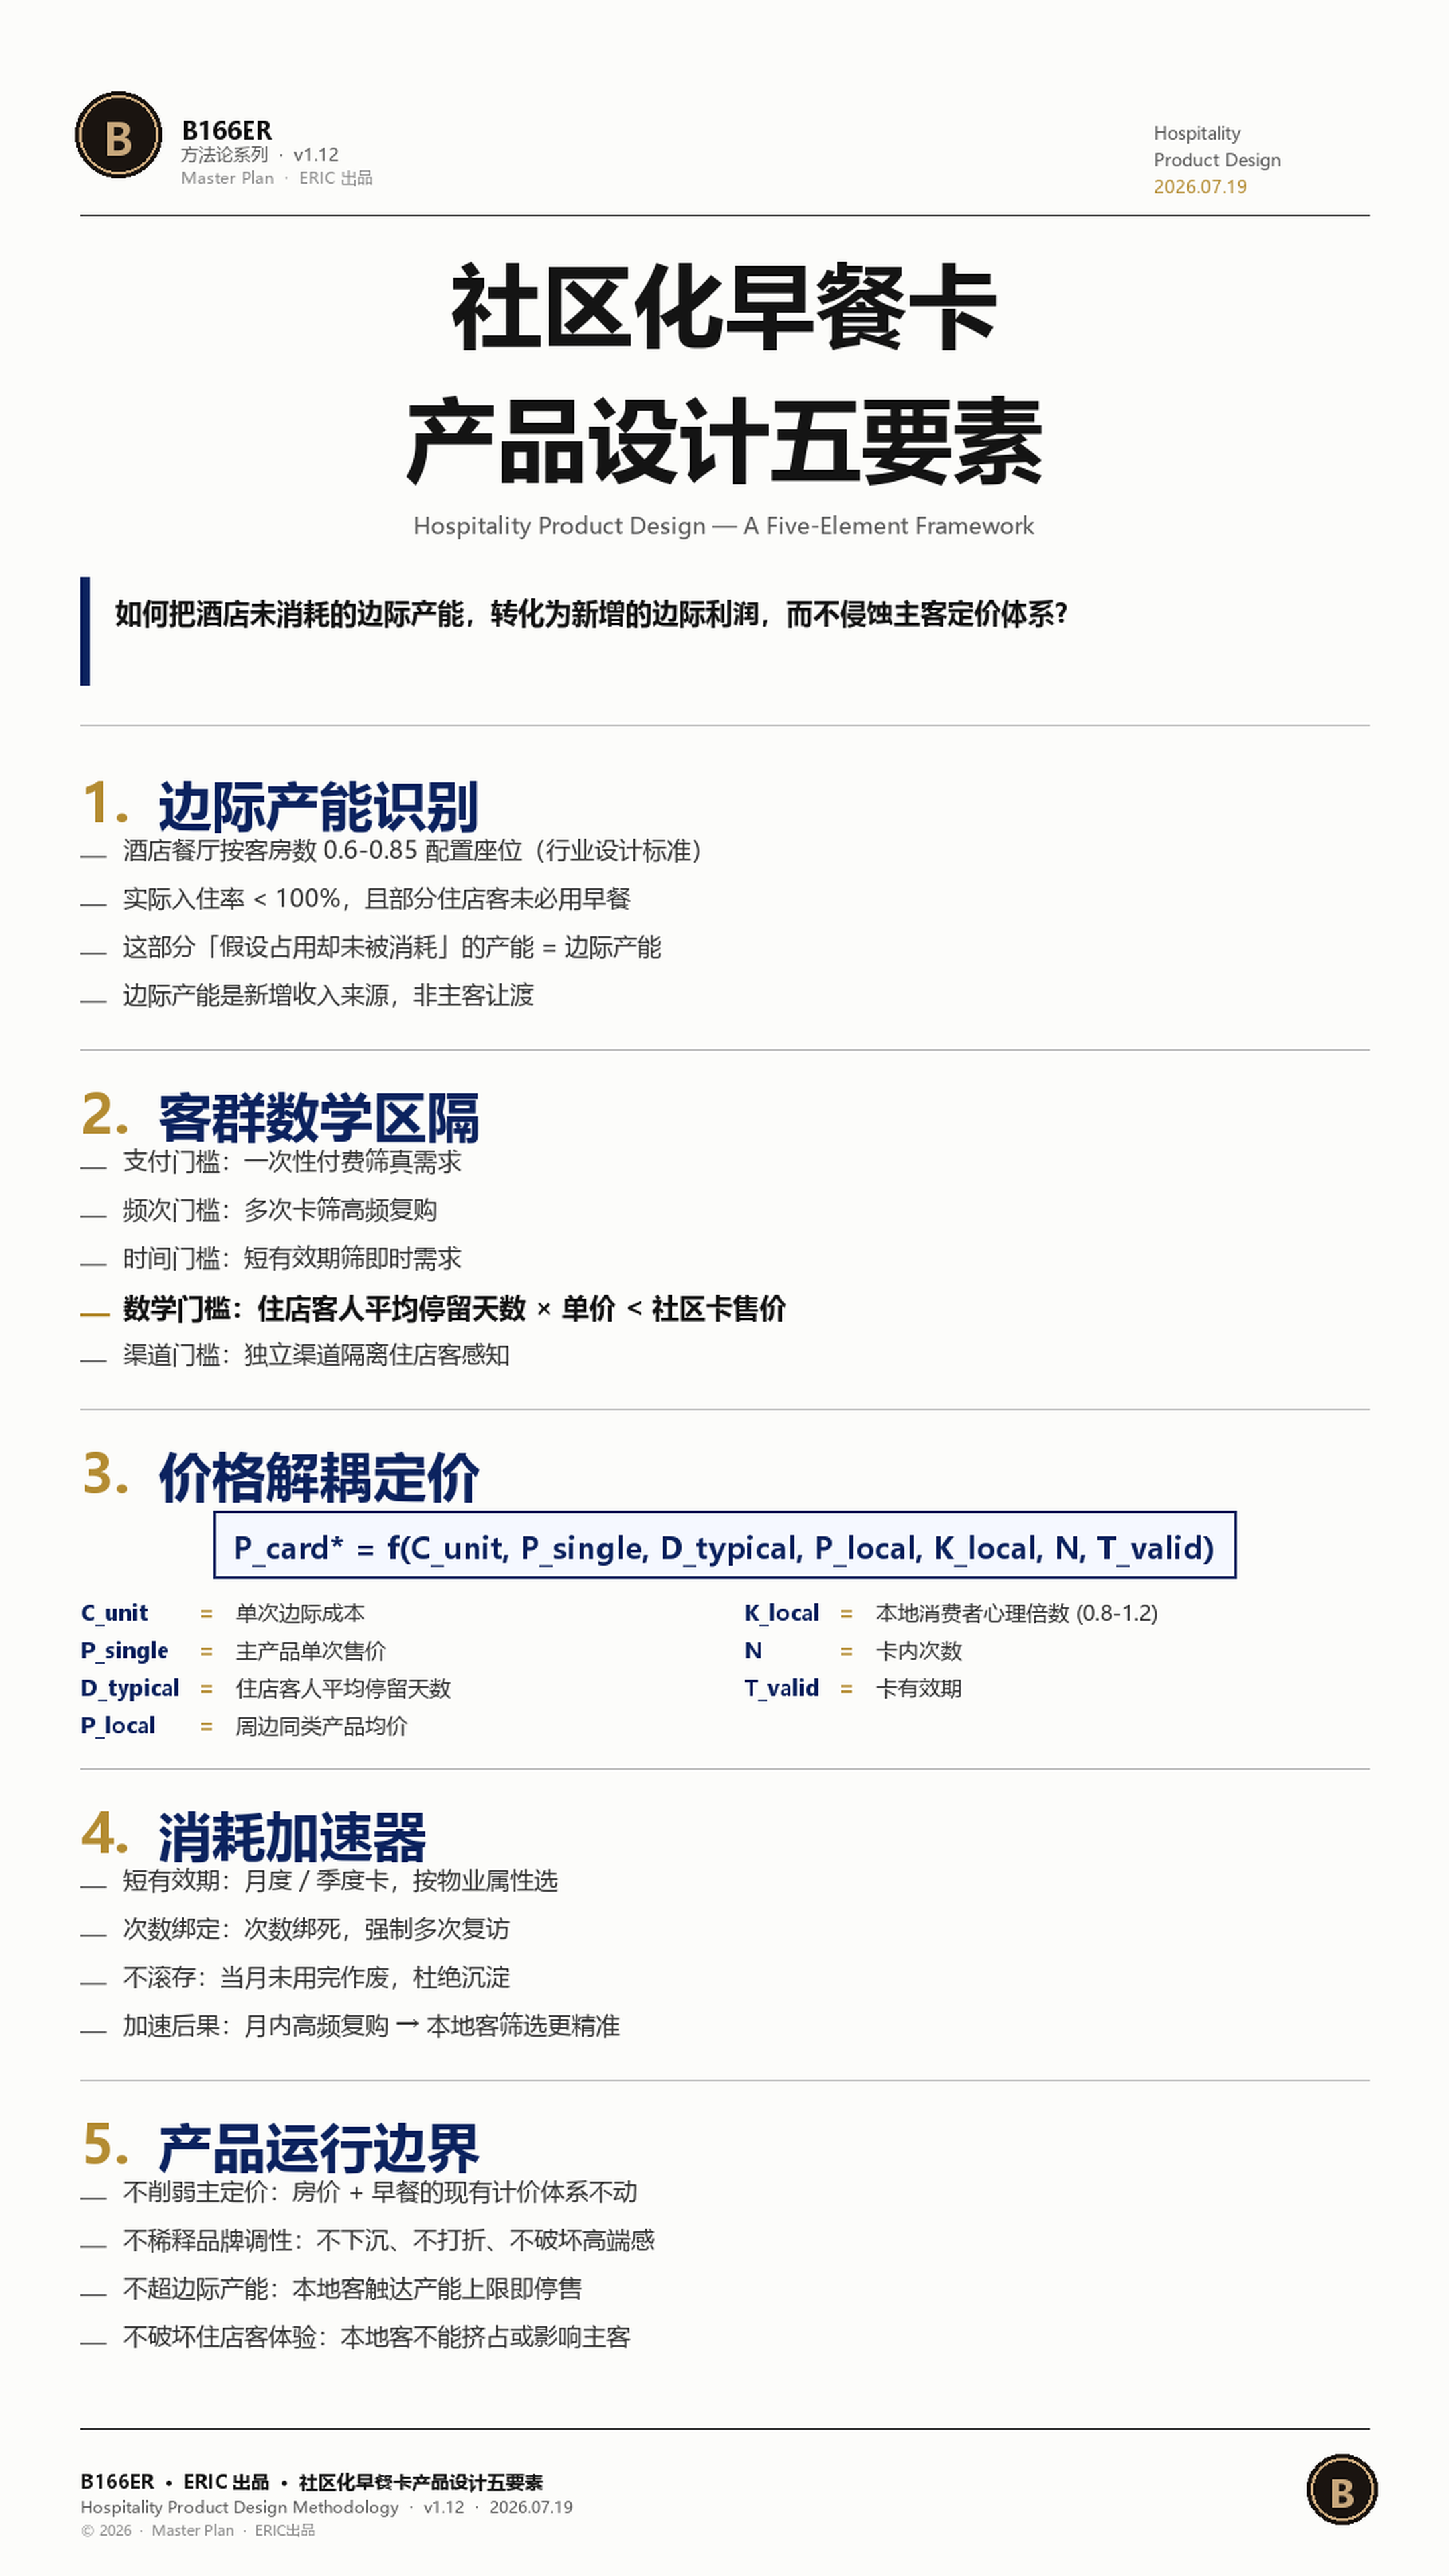 B
B166ER
方法论系列 · v1.12
Master Plan · ERIC 出品
Hospitality
Product Design
2026.07.19
社区化早餐卡
产品设计五要素
Hospitality Product Design — A Five-Element Framework
如何把酒店未消耗的边际产能，转化为新增的边际利润，而不侵蚀主客定价体系?
1. 边际产能识别
— 酒店餐厅按客房数 0.6-0.85 配置座位（行业设计标准）
— 实际入住率 < 100%，且部分住店客未必用早餐
— 这部分「假设占用却未被消耗」的产能 = 边际产能
— 边际产能是新增收入来源，非主客让渡
2. 客群数学区隔
— 支付门槛：一次性付费筛真需求
— 频次门槛：多次卡筛高频复购
— 时间门槛：短有效期筛即时需求
— 数学门槛：住店客人平均停留天数 × 单价 < 社区卡售价
— 渠道门槛：独立渠道隔离住店客感知
3. 价格解耦定价
P_card* = f(C_unit, P_single, D_typical, P_local, K_local, N, T_valid)
C_unit = 单次边际成本
P_single = 主产品单次售价
D_typical = 住店客人平均停留天数
P_local = 周边同类产品均价
K_local = 本地消费者心理倍数 (0.8-1.2)
N = 卡内次数
T_valid = 卡有效期
4. 消耗加速器
— 短有效期：月度 / 季度卡，按物业属性选
— 次数绑定：次数绑死，强制多次复访
— 不滚存：当月未用完作废，杜绝沉淀
— 加速后果：月内高频复购 → 本地客筛选更精准
5. 产品运行边界
— 不削弱主定价：房价 + 早餐的现有计价体系不动
— 不稀释品牌调性：不下沉、不打折、不破坏高端感
— 不超边际产能：本地客触达产能上限即停售
— 不破坏住店客体验：本地客不能挤占或影响主客
B166ER • ERIC 出品 • 社区化早餐卡产品设计五要素
Hospitality Product Design Methodology · v1.12 · 2026.07.19
© 2026 · Master Plan · ERIC出品
B